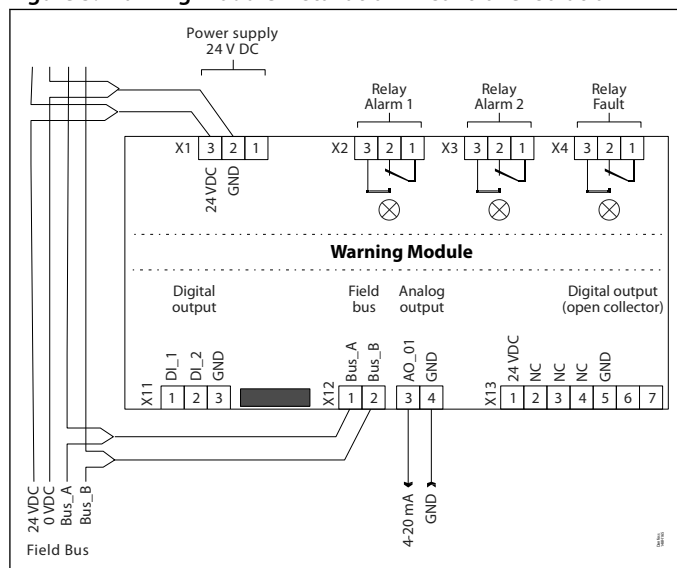 Power supply
24 V DC
Relay
Alarm 1
Relay
Alarm 2
Relay
Fault
X1 3 2 1
X2 3 2 1
X3 3 2 1
X4 3 2 1
24 VDC
GND
Warning Module
Digital
output
Field
bus
Analog
output
Digital output
(open collector)
DI_1
DI_2
GND
Bus_A
Bus_B
AO_01
GND
24 VDC
NC
NC
NC
GND
X11 1 2 3
X12 1 2 3 4
X13 1 2 3 4 5 6 7
24 VDC
0 VDC
Bus_A
Bus_B
4-20 mA
GND
Field Bus